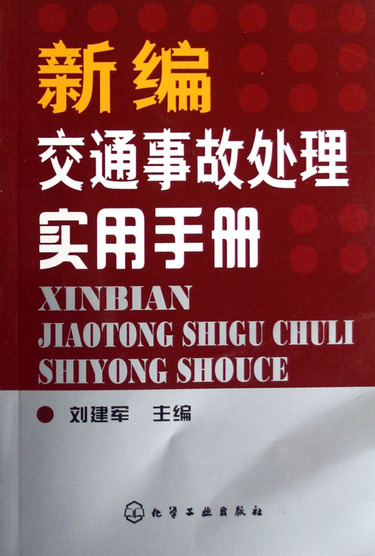 新编
交通事故处理
实用手册
XINBIAN
JIAOTONG SHIGU CHULI
SHIYONG SHOUCE
刘建军 主编
化学工业出版社